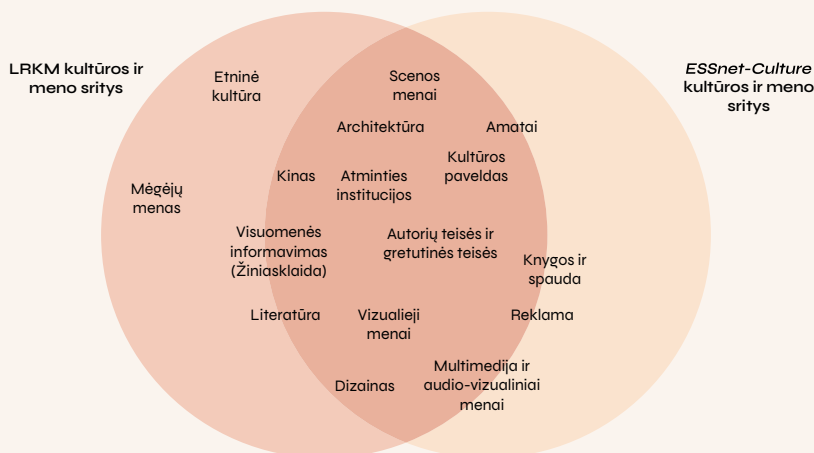 LRKM kultūros ir
meno sritys
ESSnet-Culture
kultūros ir meno
sritys
Etninė
kultūra
Scenos
menai
Architektūra
Amatai
Kultūros
paveldas
Kinas
Atminties
institucijos
Mėgėjų
menas
Visuomenės
informavimas
(Žiniasklaida)
Autorių teisės ir
gretutinės teisės
Knygos ir
spauda
Literatūra
Vizualieji
menai
Reklama
Dizainas
Multimedija ir
audio-vizualiniai
menai